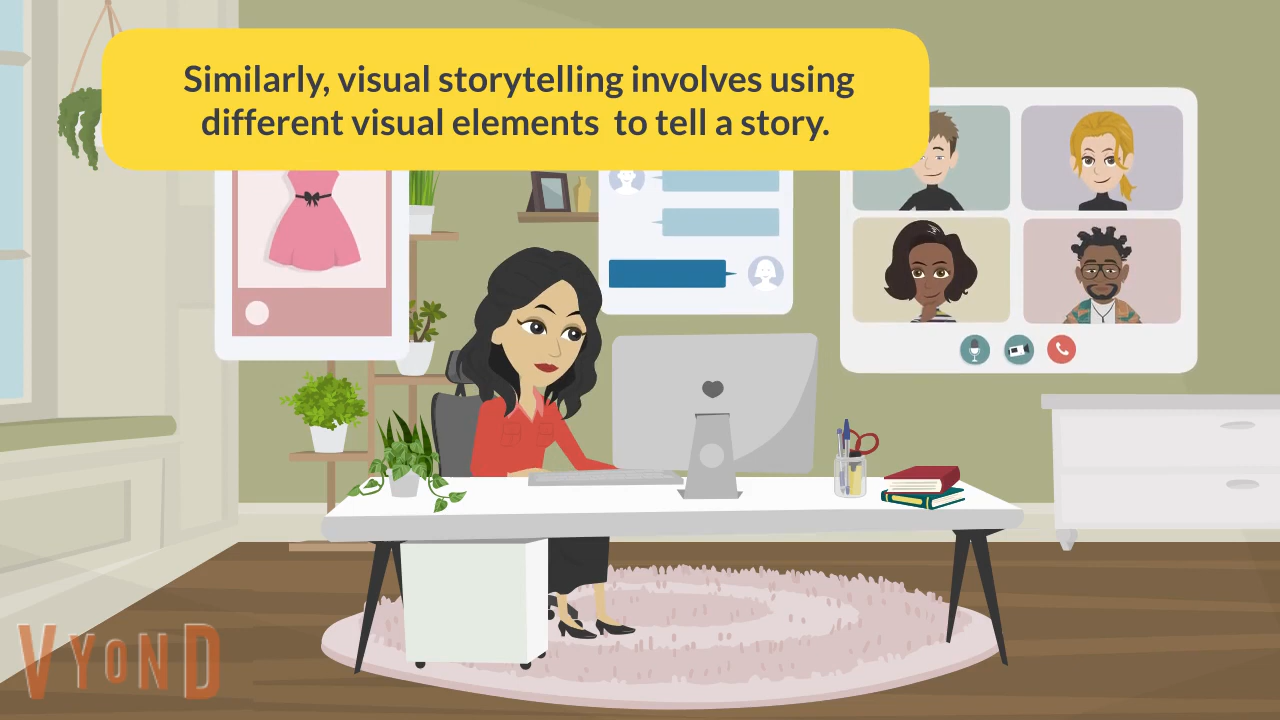 Similarly, visual storytelling involves using
different visual elements  to tell a story.
VYOND